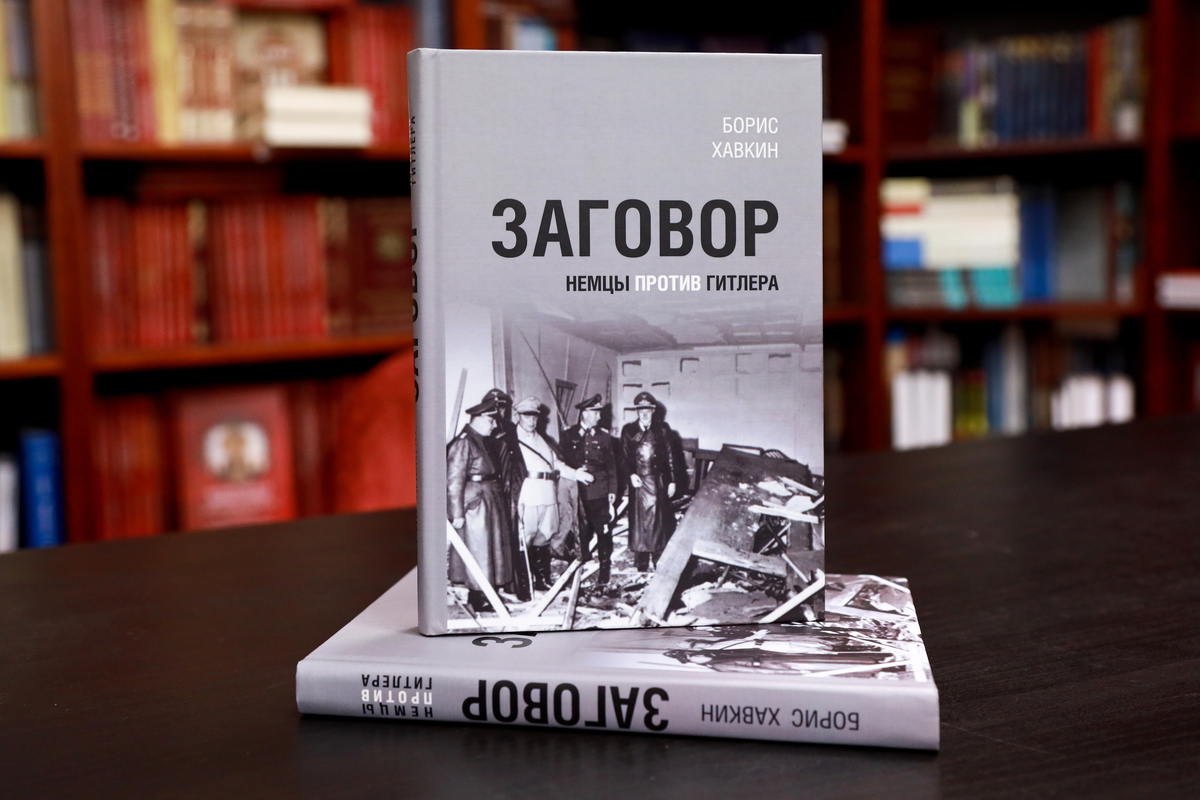 БОРИС
ХАВКИН
ЗАГОВОР
НЕМЦЫ ПРОТИВ ГИТЛЕРА
ЗАГОВОР
ГИТЛЕРА
БОРИС ХАВКИН
ЗАГОВОР
НЕМЦЫ
ПРОТИВ
ГИТЛЕРА